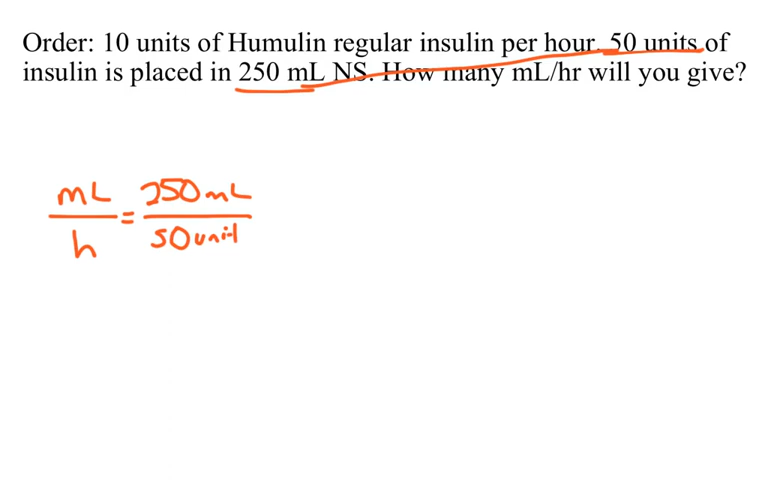 Order: 10 units of Humulin regular insulin per hour. 50 units of
insulin is placed in 250 mL NS. How many mL/hr will you give?
mL = 250 mL
h 50 unit